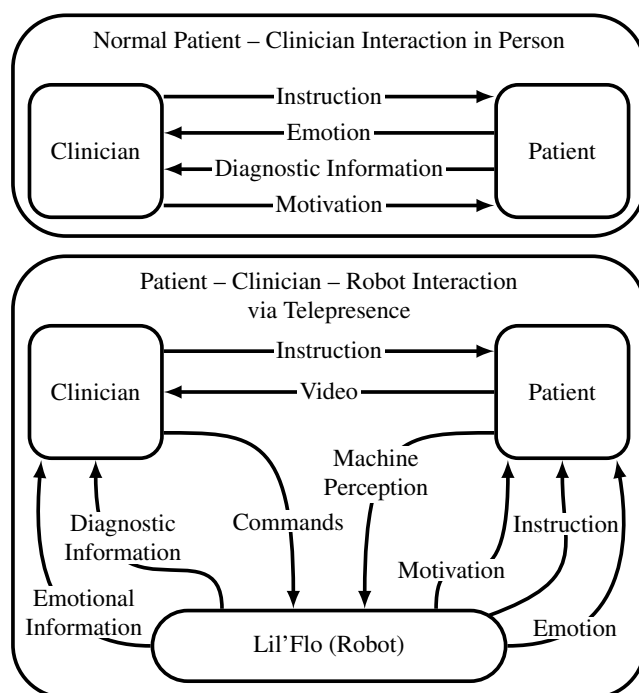 Normal Patient – Clinician Interaction in Person
Instruction
Emotion
Clinician
Patient
Diagnostic Information
Motivation
Patient – Clinician – Robot Interaction
via Telepresence
Instruction
Clinician
Video
Patient
Machine
Perception
Diagnostic
Information
Commands
Instruction
Motivation
Emotional
Information
Emotion
Lil'Flo (Robot)